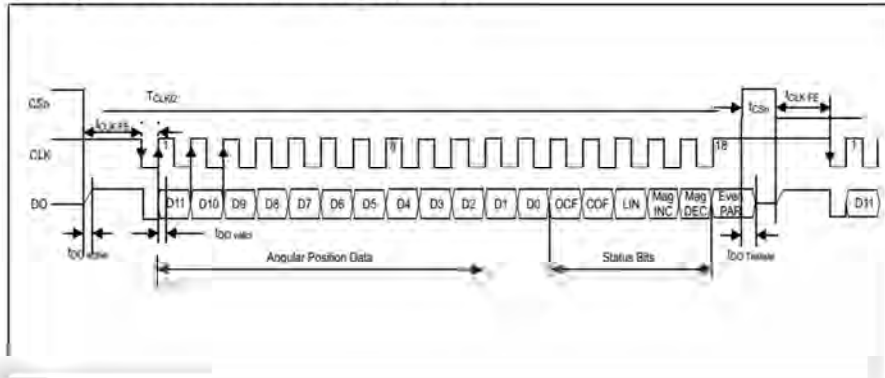 CSn
TCLK/2
tCSn
tCLK FE
tCLK FE
CLK
1
8
18
1
DO
D11
D10
D9
D8
D7
D6
D5
D4
D3
D2
D1
D0
OCF
COF
LIN
Mag INC
Mag DEC
Even PAR
D11
tDO valid
Angular Position Data
Status Bits
tDO Tristate